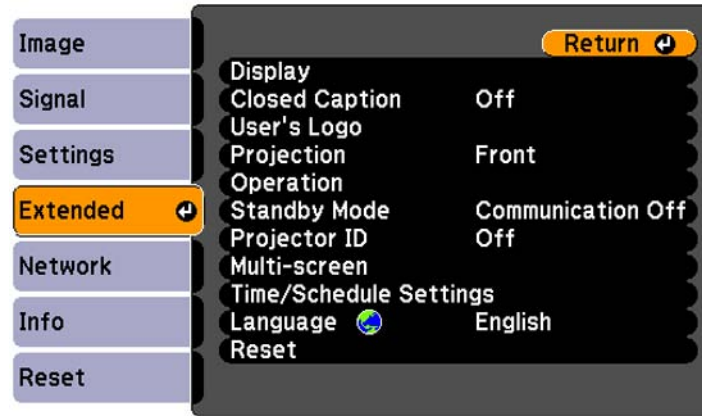 Image
Signal
Settings
Extended
Network
Info
Reset
Return
Display
Closed Caption Off
User's Logo
Projection Front
Operation
Standby Mode Communication Off
Projector ID Off
Multi-screen
Time/Schedule Settings
Language English
Reset